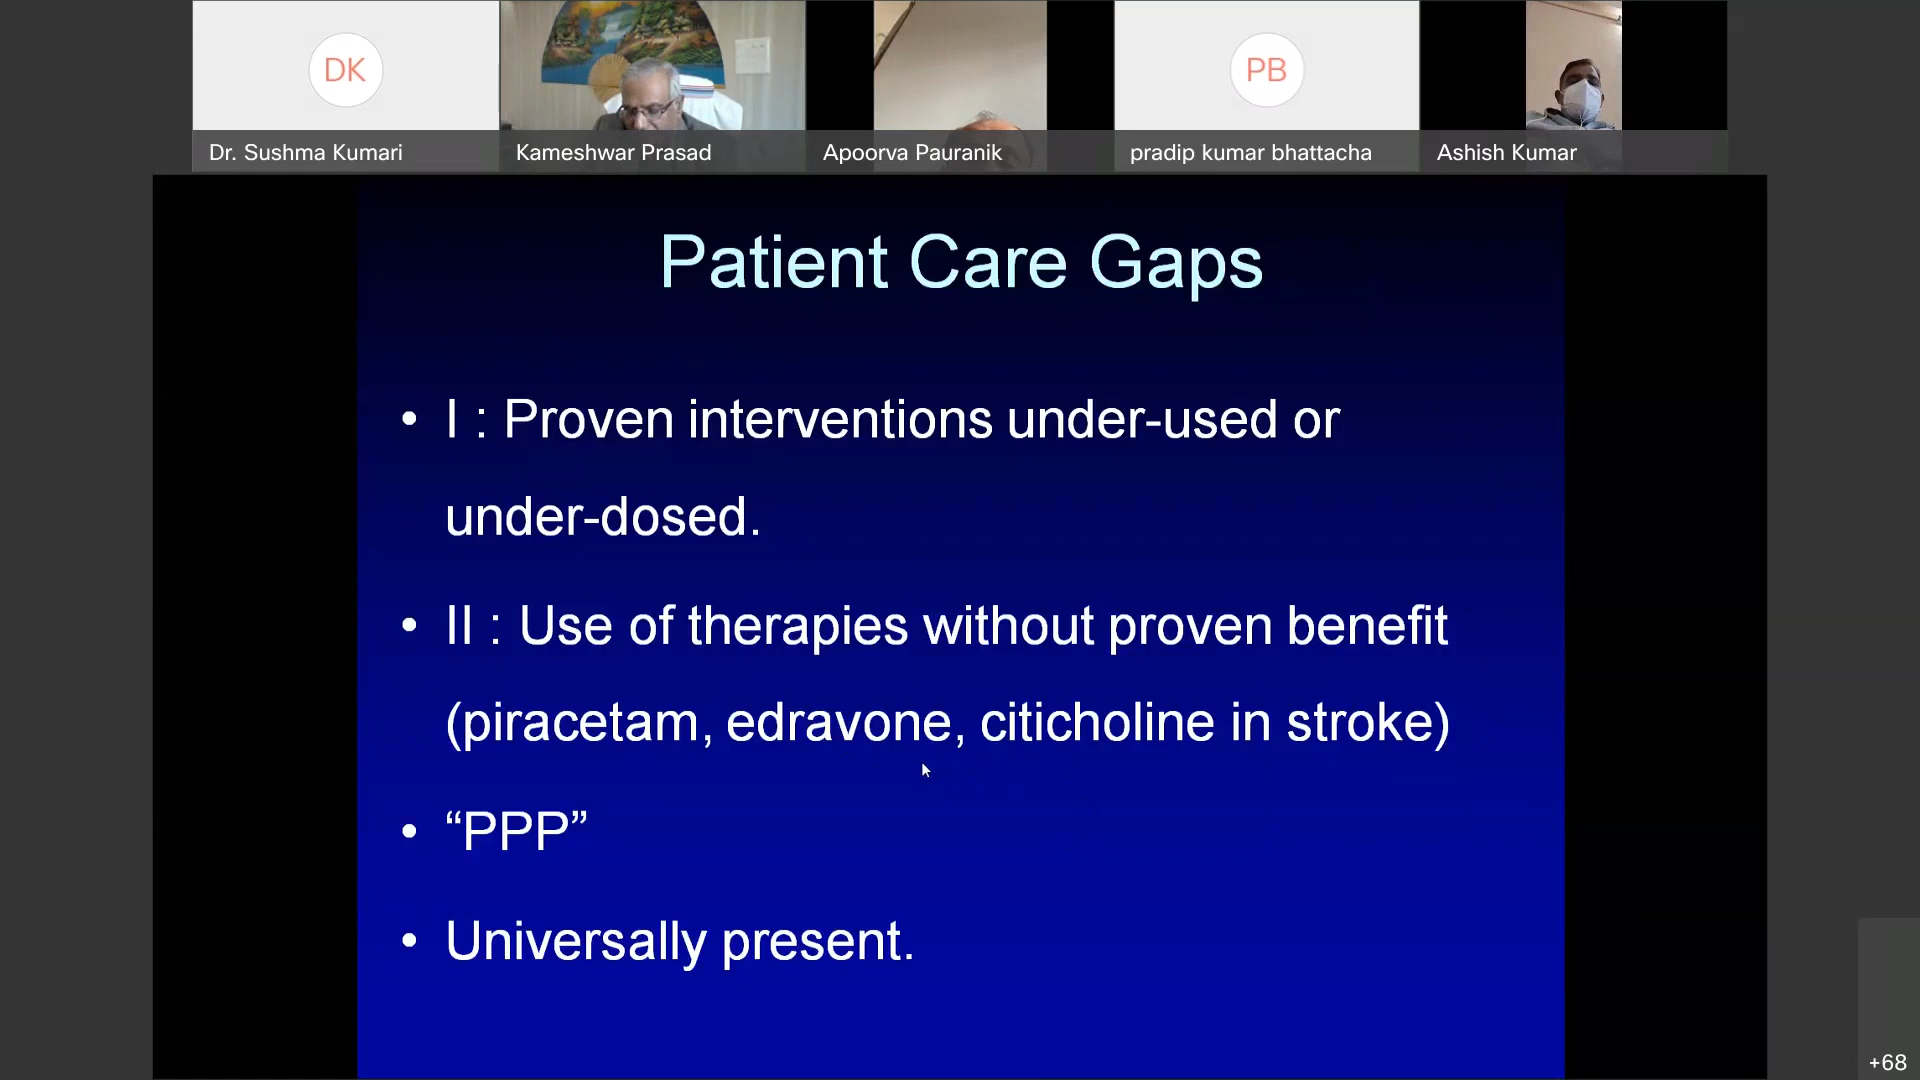 DK
PB
Dr. Sushma Kumari
Kameshwar Prasad
Apoorva Pauranik
pradip kumar bhattacha
Ashish Kumar
Patient Care Gaps
• I : Proven interventions under-used or
under-dosed.
• II : Use of therapies without proven benefit
(piracetam, edravone, citicholine in stroke)
• “PPP”
• Universally present.
+68